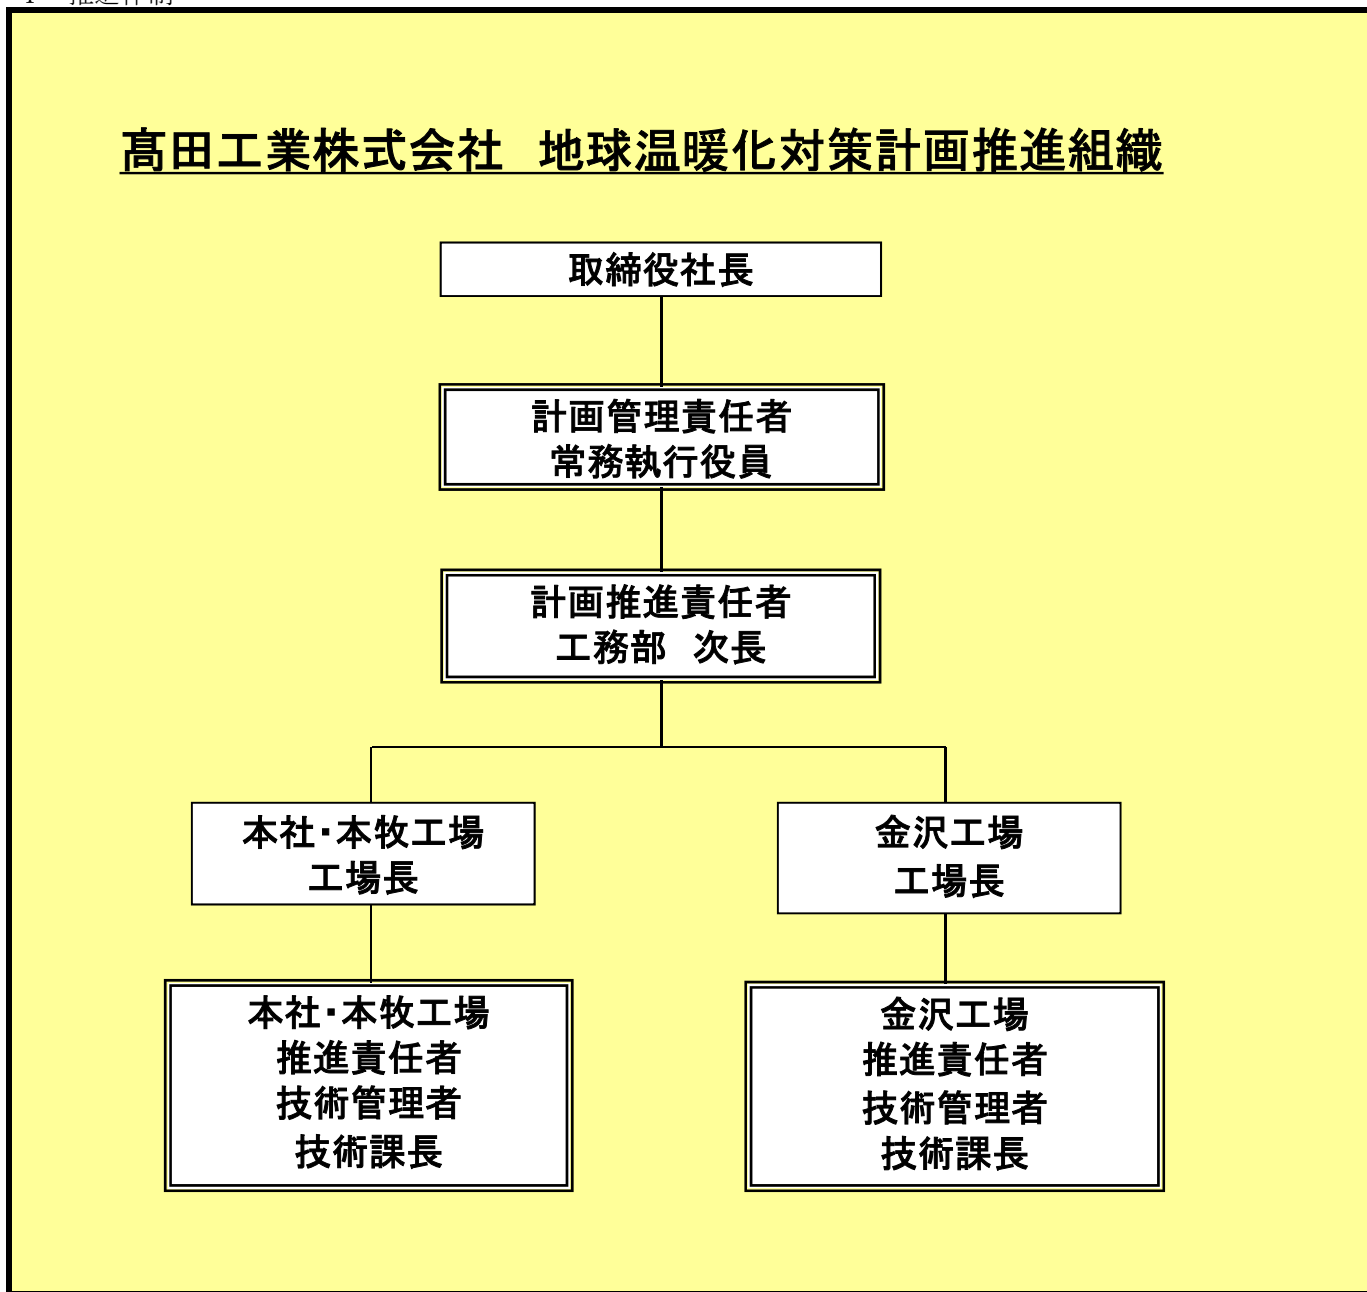 髙田工業株式会社　地球温暖化対策計画推進組織
取締役社長
計画管理責任者
常務執行役員
計画推進責任者
工務部　次長
本社・本牧工場
工場長
金沢工場
工場長
本社・本牧工場
推進責任者
技術管理者
技術課長
金沢工場
推進責任者
技術管理者
技術課長